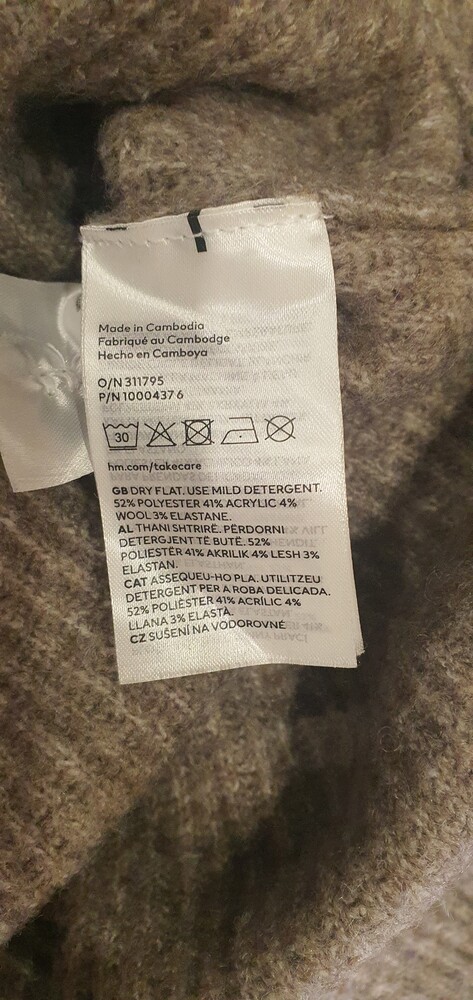 Made in Cambodia
Fabriqué au Cambodge
Hecho en Camboya
O/N 311795
P/N 10004376
30
hm.com/takecare
GB DRY FLAT. USE MILD DETERGENT.
52% POLYESTER 41% ACRYLIC 4%
WOOL 3% ELASTANE.
AL THANI SHTRIRË. PËRDORNI
DETERGJENT TË BUTË. 52%
POLIESTËR 41% AKRILIK 4% LESH 3%
ELASTAN.
CAT ASSEQUEU-HO PLA. UTILITZEU
DETERGENT PER A ROBA DELICADA.
52% POLIÈSTER 41% ACRÍLIC 4%
LLANA 3% ELASTÀ.
CZ SUŠENÍ NA VODOROVNÉ